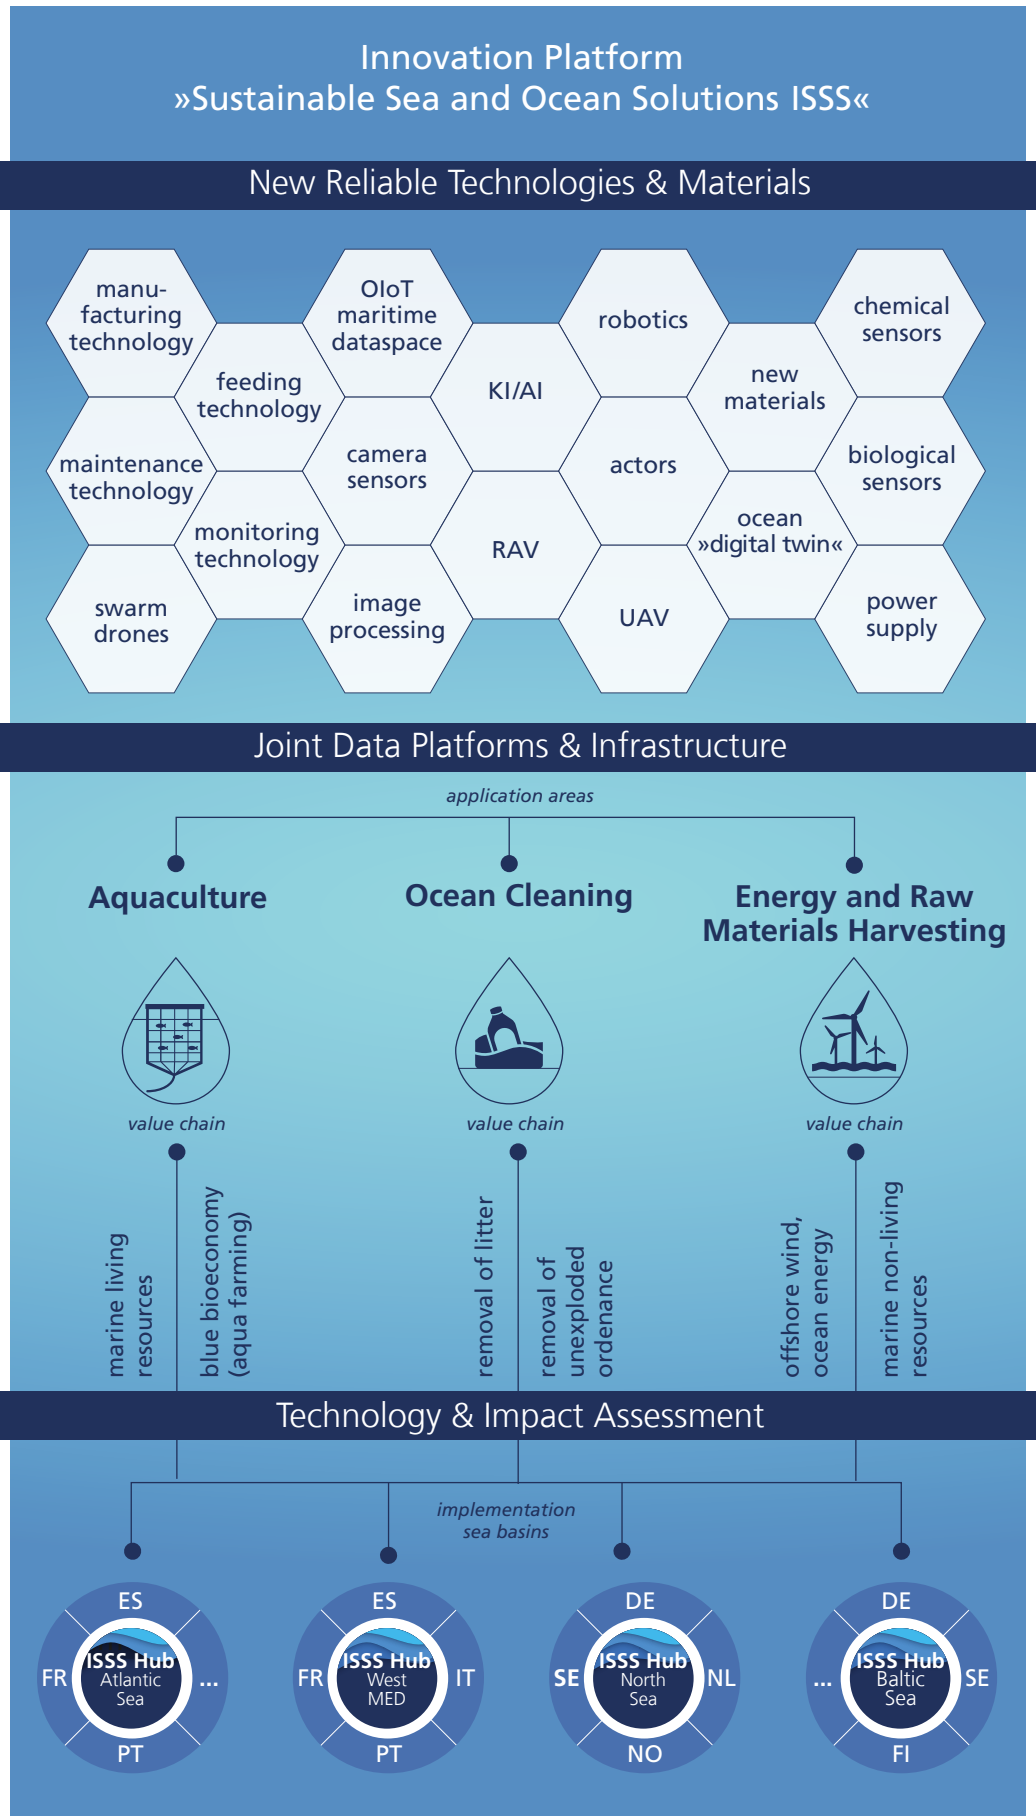 Innovation Platform
»Sustainable Sea and Ocean Solutions ISSS«
New Reliable Technologies & Materials
manu-
facturing
technology
OIoT
maritime
dataspace
robotics
chemical
sensors
feeding
technology
KI/AI
new
materials
maintenance
technology
camera
sensors
actors
biological
sensors
monitoring
technology
RAV
ocean
»digital twin«
swarm
drones
image
processing
UAV
power
supply
Joint Data Platforms & Infrastructure
application areas
Aquaculture
Ocean Cleaning
Energy and Raw
Materials Harvesting
value chain
value chain
value chain
marine living
resources
blue bioeconomy
(aqua farming)
removal of litter
removal of
unexploded
ordenance
offshore wind,
ocean energy
marine non-living
resources
Technology & Impact Assessment
implementation
sea basins
ES
FR
ISSS Hub
Atlantic
Sea
...
PT
ES
FR
ISSS Hub
West
MED
IT
PT
DE
SE
ISSS Hub
North
Sea
NL
NO
DE
...
ISSS Hub
Baltic
Sea
SE
FI